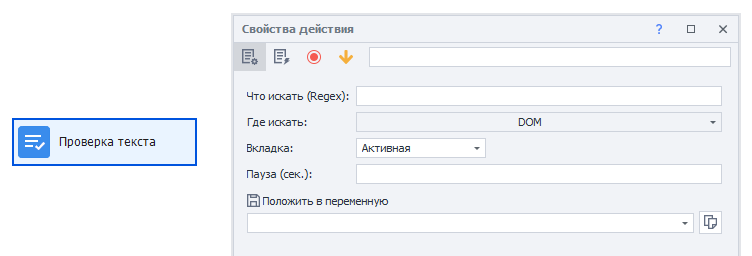 Свойства действия
?
Что искать (Regex):
Где искать: DOM
Проверка текста
Вкладка: Активная
Пауза (сек.):
Положить в переменную